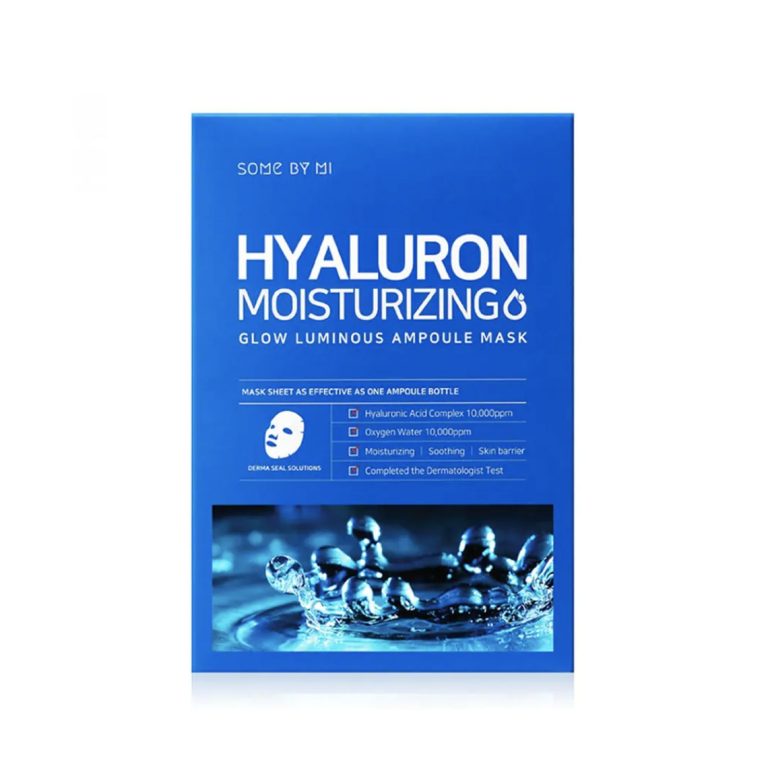 SOME BY MI
HYALURON
MOISTURIZING
GLOW LUMINOUS AMPOULE MASK
MASK SHEET AS EFFECTIVE AS ONE AMPOULE BOTTLE
Hyaluronic Acid Complex 10,000ppm
Oxygen Water 10,000ppm
Moisturizing | Soothing | Skin barrier
Completed the Dermatologist Test
DERMA SEAL SOLUTIONS